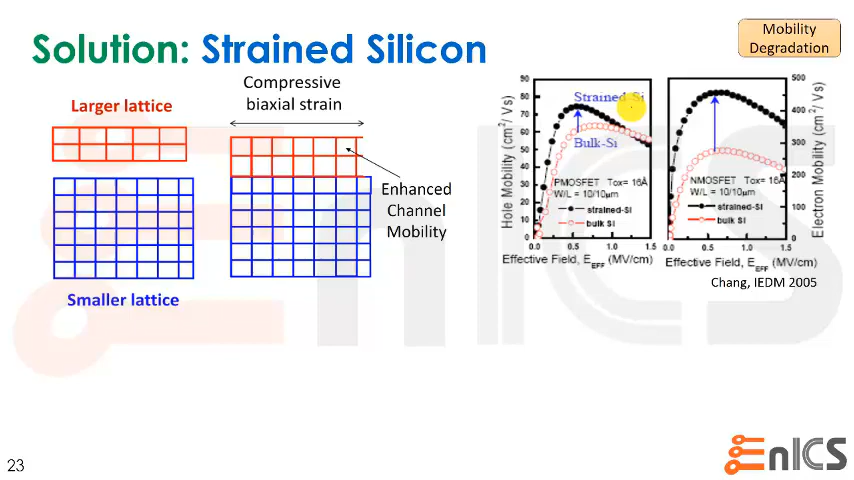 Solution: Strained Silicon
Mobility
Degradation
Larger lattice
Smaller lattice
Compressive
biaxial strain
Enhanced
Channel
Mobility
Hole Mobility (cm²/ Vs)
90
80
70
60
50
40
30
20
10
0
Strained-Si
Bulk-Si
PMOSFET Tox= 16Å
W/L = 10/10μm
strained-Si
bulk SI
0.0 0.5 1.0 1.5
Effective Field, E_EFF (MV/cm)
NMOSFET Tox= 16Å
W/L = 10/10μm
strained-SI
bulk SI
0.0 0.5 1.0 1.5
Effective Field, E_EFF (MV/cm)
500
400
300
200
100
0
Electron Mobility (cm²/ Vs)
Chang, IEDM 2005
23
EnICS